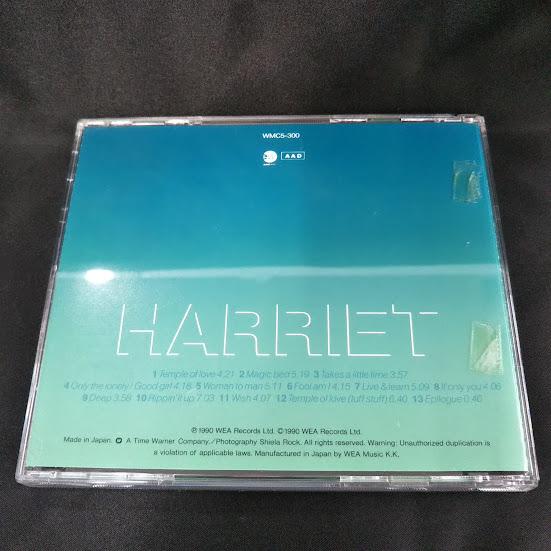 WMC5-300
AAD
HARRIET
1 Temple of love 4.21 2 Magic bed 5.19 3 Takes a little time 3.57
4 Only the lonely / Good girl 4.18 5 Woman to man 5.11 6 Fool am I 4.15 7 Live & learn 5.09 8 If only you 4.06
9 Deep 3.58 10 Rippin' it up 7.03 11 Wish 4.07 12 Temple of love (tuff stuff) 6.40 13 Epilogue 0.46
℗1990 WEA Records Ltd. ©1990 WEA Records Ltd.
Made in Japan. A Time Warner Company./Photography Shiela Rock. All rights reserved. Warning: Unauthorized duplication is
a violation of applicable laws. Manufactured in Japan by WEA Music K.K.